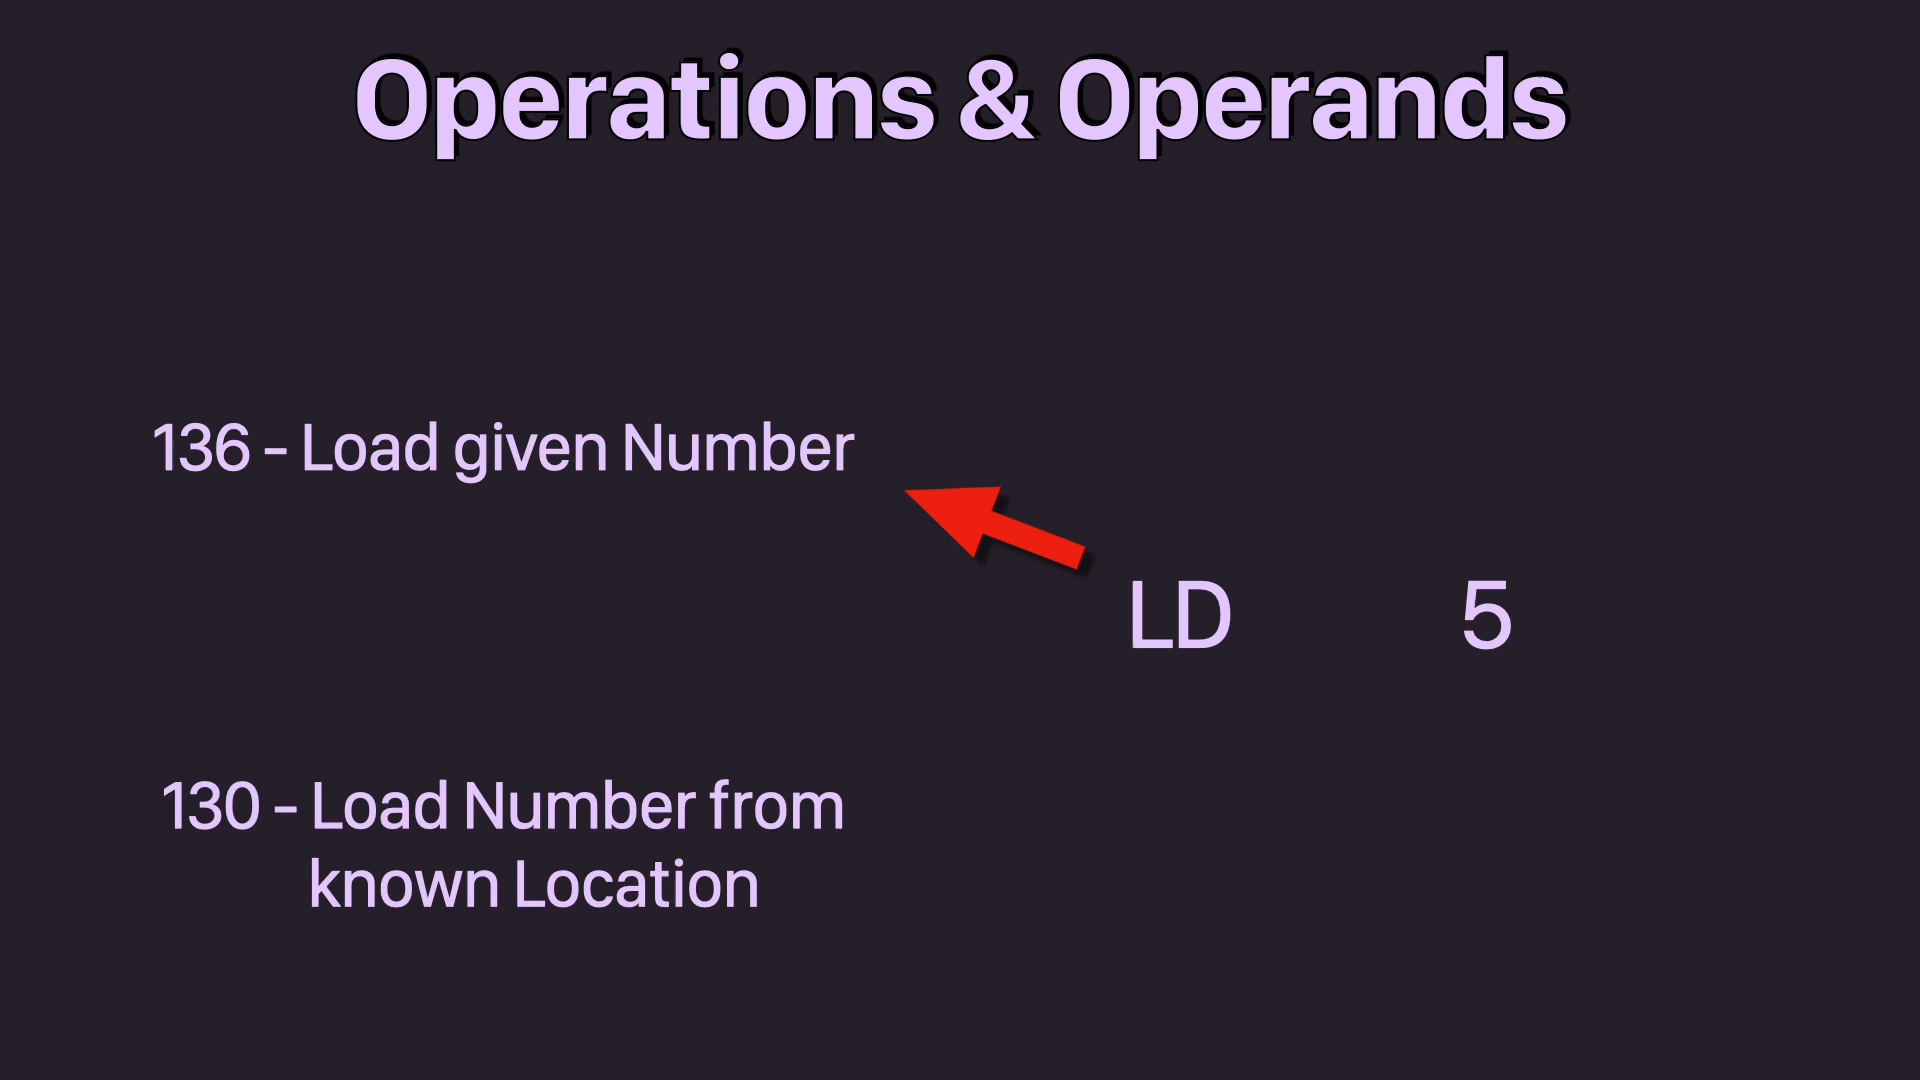 Operations & Operands
136 - Load given Number
LD 5
130 - Load Number from
known Location